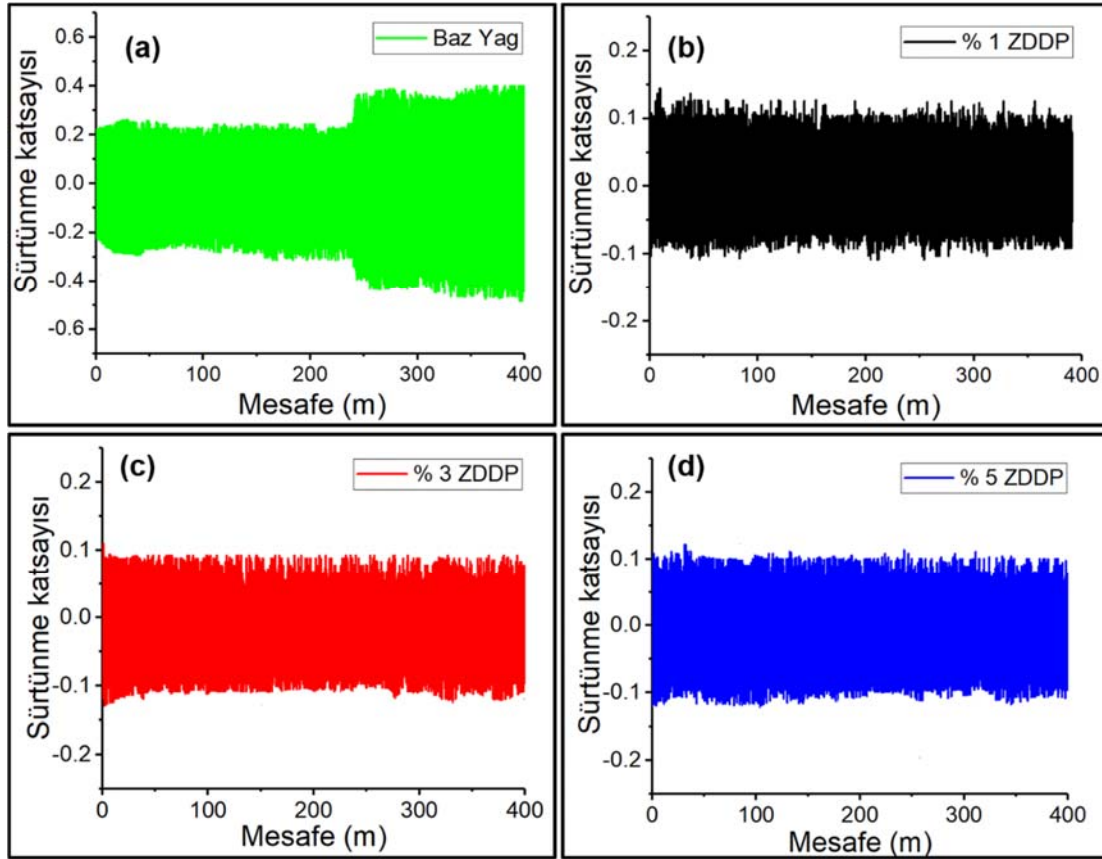 (a)
Baz Yag
Sürtünme katsayısı
0.6
0.4
0.2
0.0
-0.2
-0.4
-0.6
0 100 200 300 400
Mesafe (m)
(b)
% 1 ZDDP
Sürtünme katsayısı
0.2
0.1
0.0
-0.1
-0.2
0 100 200 300 400
Mesafe (m)
(c)
% 3 ZDDP
Sürtünme katsayısı
0.2
0.1
0.0
-0.1
-0.2
0 100 200 300 400
Mesafe (m)
(d)
% 5 ZDDP
Sürtünme katsayısı
0.2
0.1
0.0
-0.1
-0.2
0 100 200 300 400
Mesafe (m)